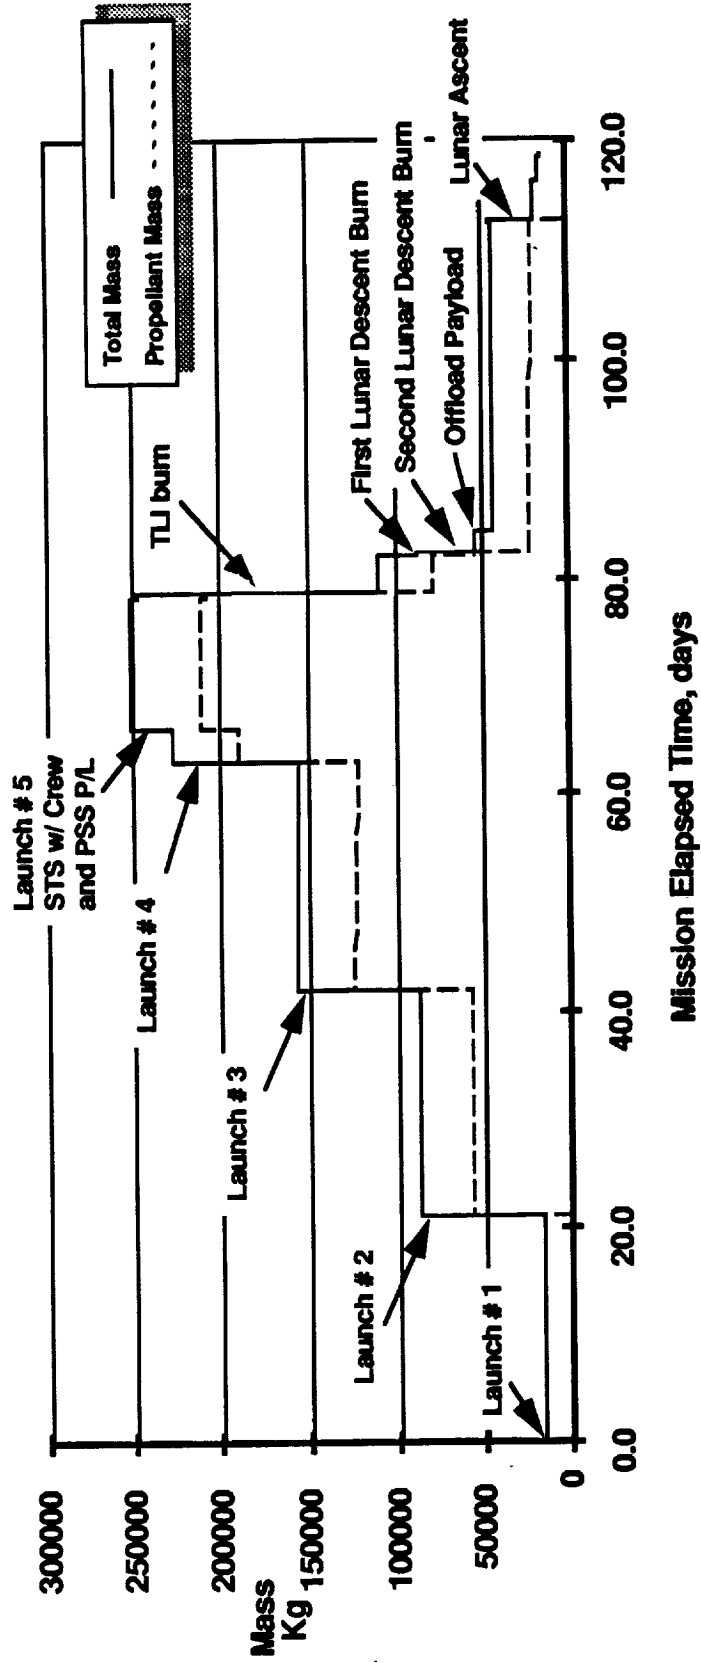 Total Mass
Propellant Mass
Launch # 5
STS w/ Crew
and PSS P/L
Launch # 4
Launch # 3
Launch # 2
Launch # 1
TLI burn
First Lunar Descent Burn
Second Lunar Descent Burn
Offload Payload
Lunar Ascent
300000
250000
200000
150000
100000
50000
0
Mass
Kg
0.0
20.0
40.0
60.0
80.0
100.0
120.0
Mission Elapsed Time, days